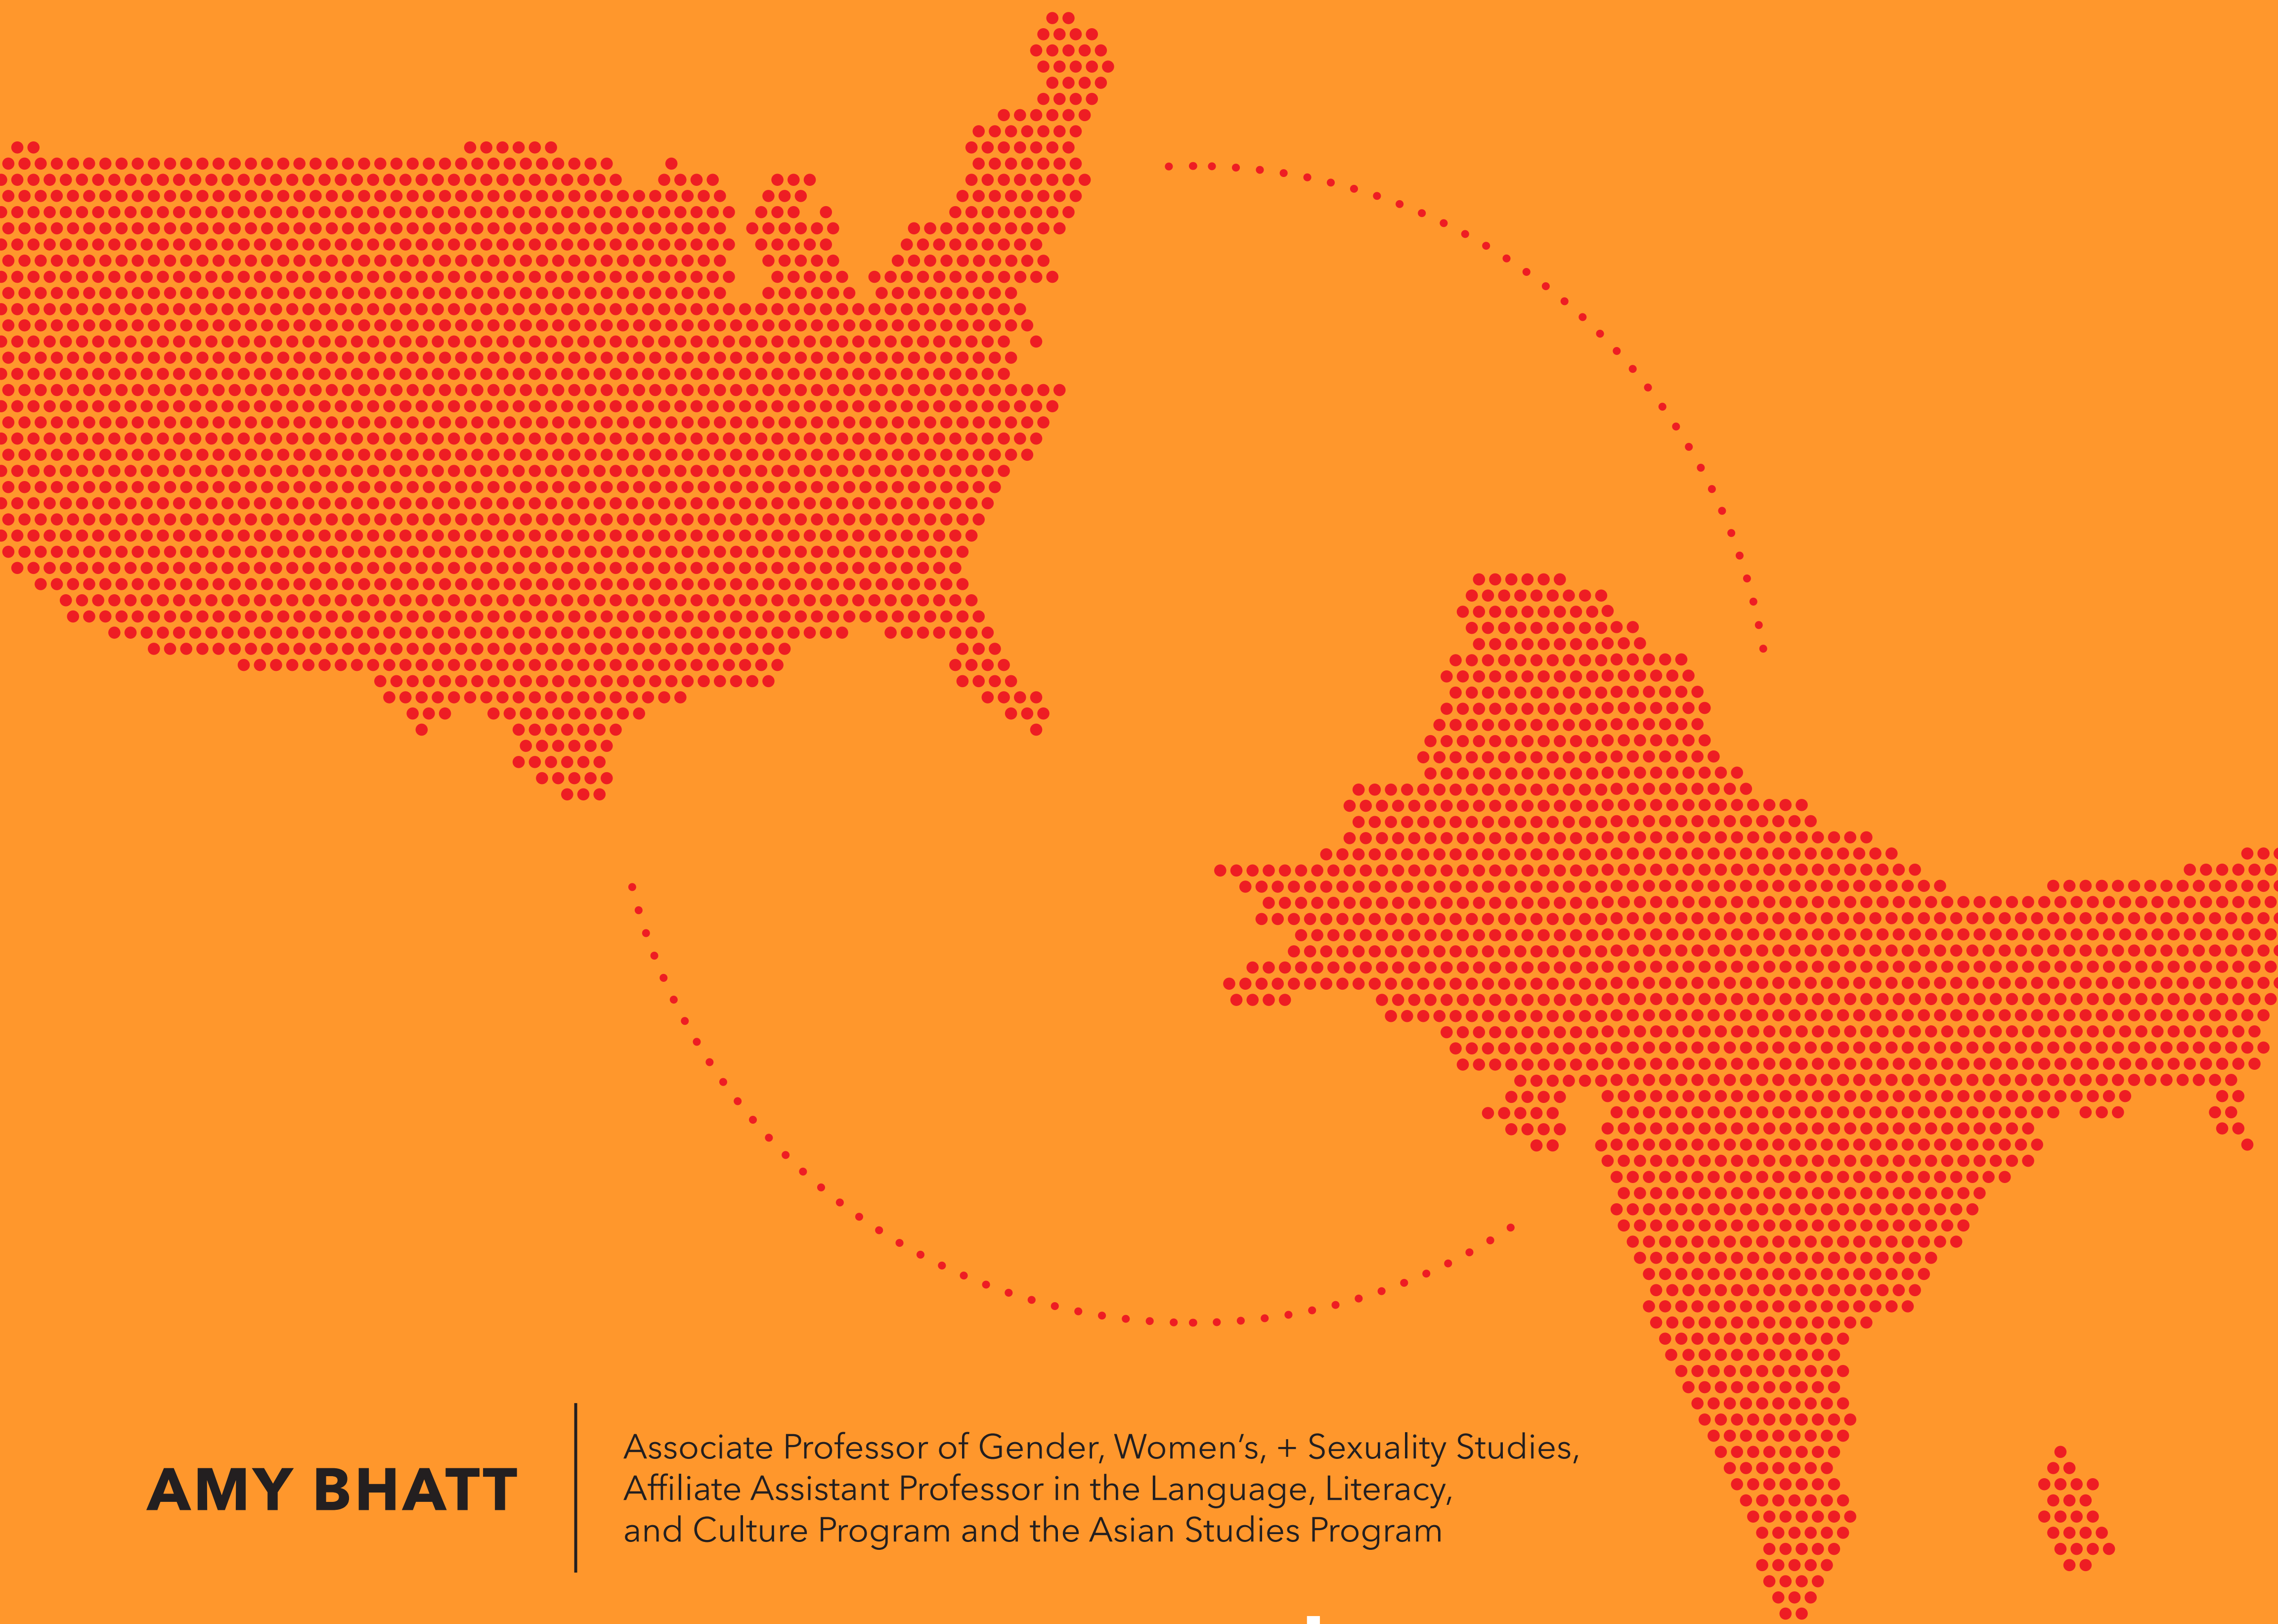 AMY BHATT
Associate Professor of Gender, Women’s, + Sexuality Studies,
Affiliate Assistant Professor in the Language, Literacy,
and Culture Program and the Asian Studies Program